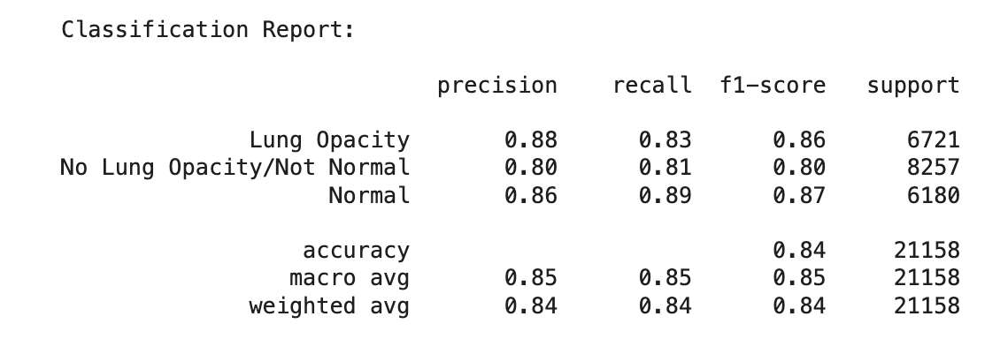 Classification Report:
precision recall f1-score support
Lung Opacity 0.88 0.83 0.86 6721
No Lung Opacity/Not Normal 0.80 0.81 0.80 8257
Normal 0.86 0.89 0.87 6180
accuracy 0.84 21158
macro avg 0.85 0.85 0.85 21158
weighted avg 0.84 0.84 0.84 21158